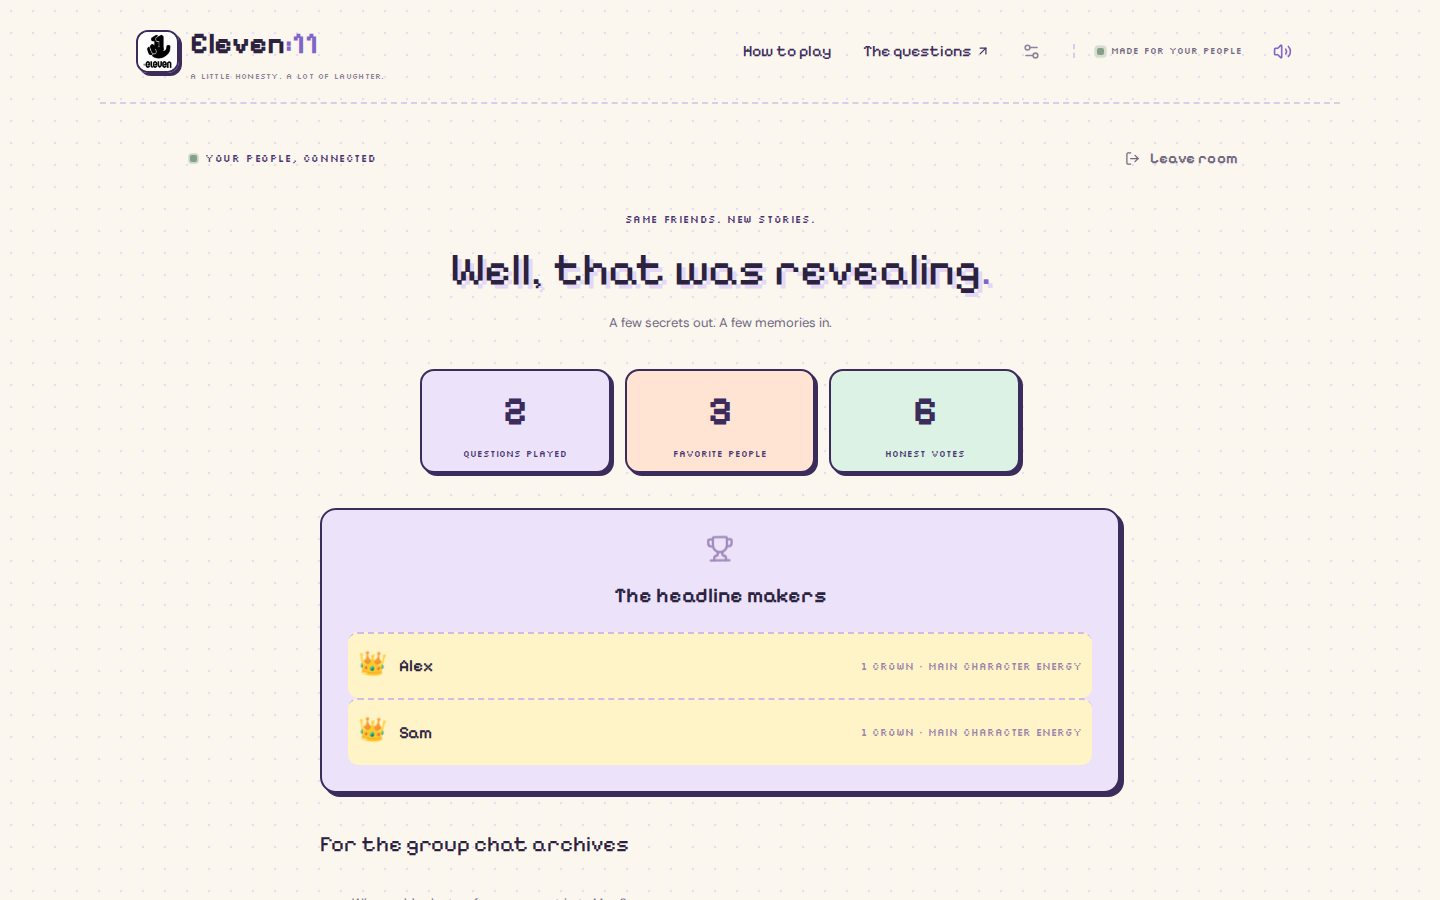 eleven
Eleven:11
A LITTLE HONESTY. A LOT OF LAUGHTER.
How to play
The questions
MADE FOR YOUR PEOPLE
YOUR PEOPLE, CONNECTED
Leave room
SAME FRIENDS. NEW STORIES.
Well, that was revealing.
A few secrets out. A few memories in.
2
QUESTIONS PLAYED
3
FAVORITE PEOPLE
6
HONEST VOTES
The headline makers
Alex
1 CROWN · MAIN CHARACTER ENERGY
Sam
1 CROWN · MAIN CHARACTER ENERGY
For the group chat archives